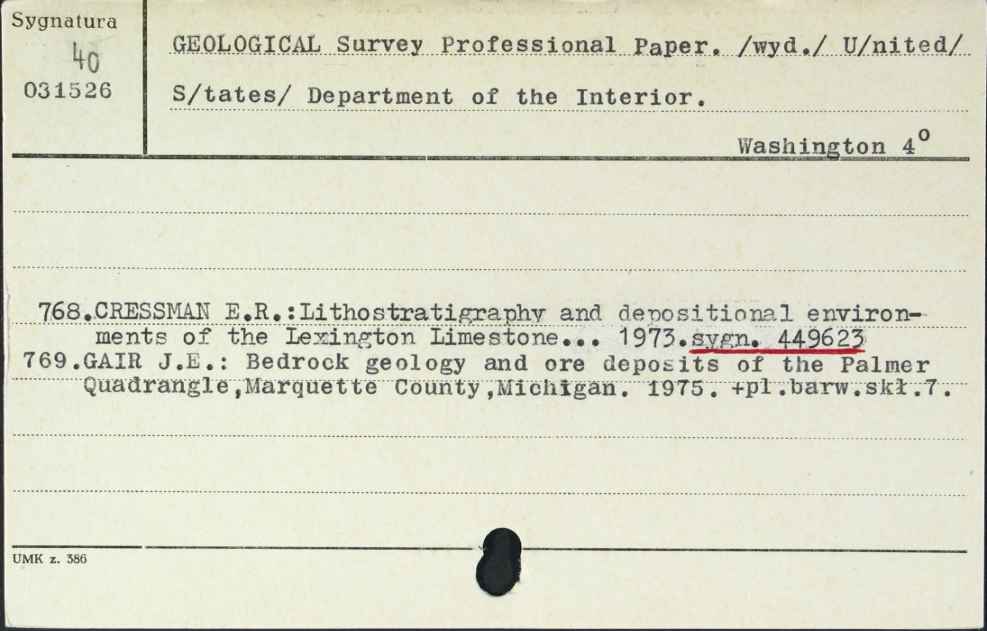 Sygnatura
40
031526
GEOLOGICAL Survey Professional Paper. /wyd./ U/nited/
S/tates/ Department of the Interior.
Washington 4°
768.CRESSMAN E.R.:Lithostratigraphy and depositional environ-
ments of the Lexington Limestone... 1973.sygn. 449623
769.GAIR J.E.: Bedrock geology and ore deposits of the Palmer
Quadrangle,Marquette County,Michigan. 1975. +pl.barw.skł.7.
UMK z. 386